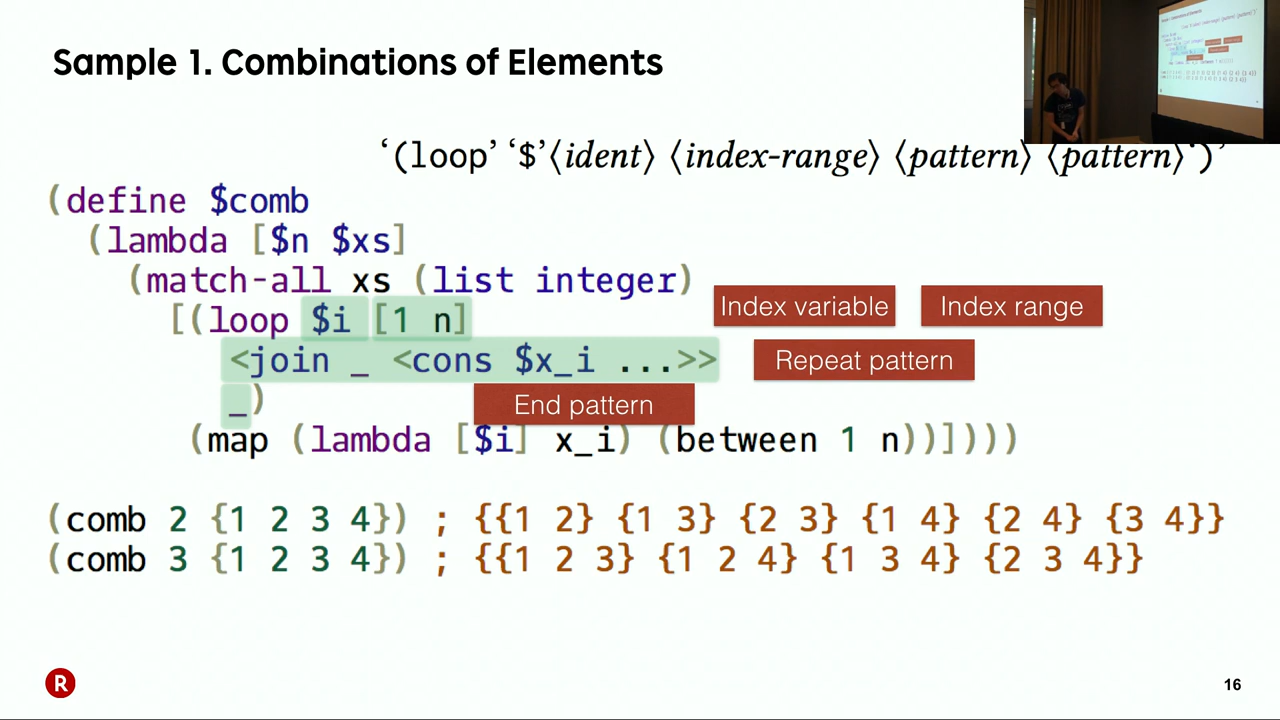 Sample 1. Combinations of Elements
‘(loop’ ‘$’⟨ident⟩ ⟨index-range⟩ ⟨pattern⟩ ⟨pattern⟩‘)’
(define $comb
(lambda [$n $xs]
(match-all xs (list integer)
[(loop $i [1 n]
Index variable
Index range
<join _ <cons $x_i ...>>
Repeat pattern
_)
End pattern
(map (lambda [$i] x_i) (between 1 n))])))
(comb 2 {1 2 3 4}) ; {{1 2} {1 3} {2 3} {1 4} {2 4} {3 4}}
(comb 3 {1 2 3 4}) ; {{1 2 3} {1 2 4} {1 3 4} {2 3 4}}
R
16